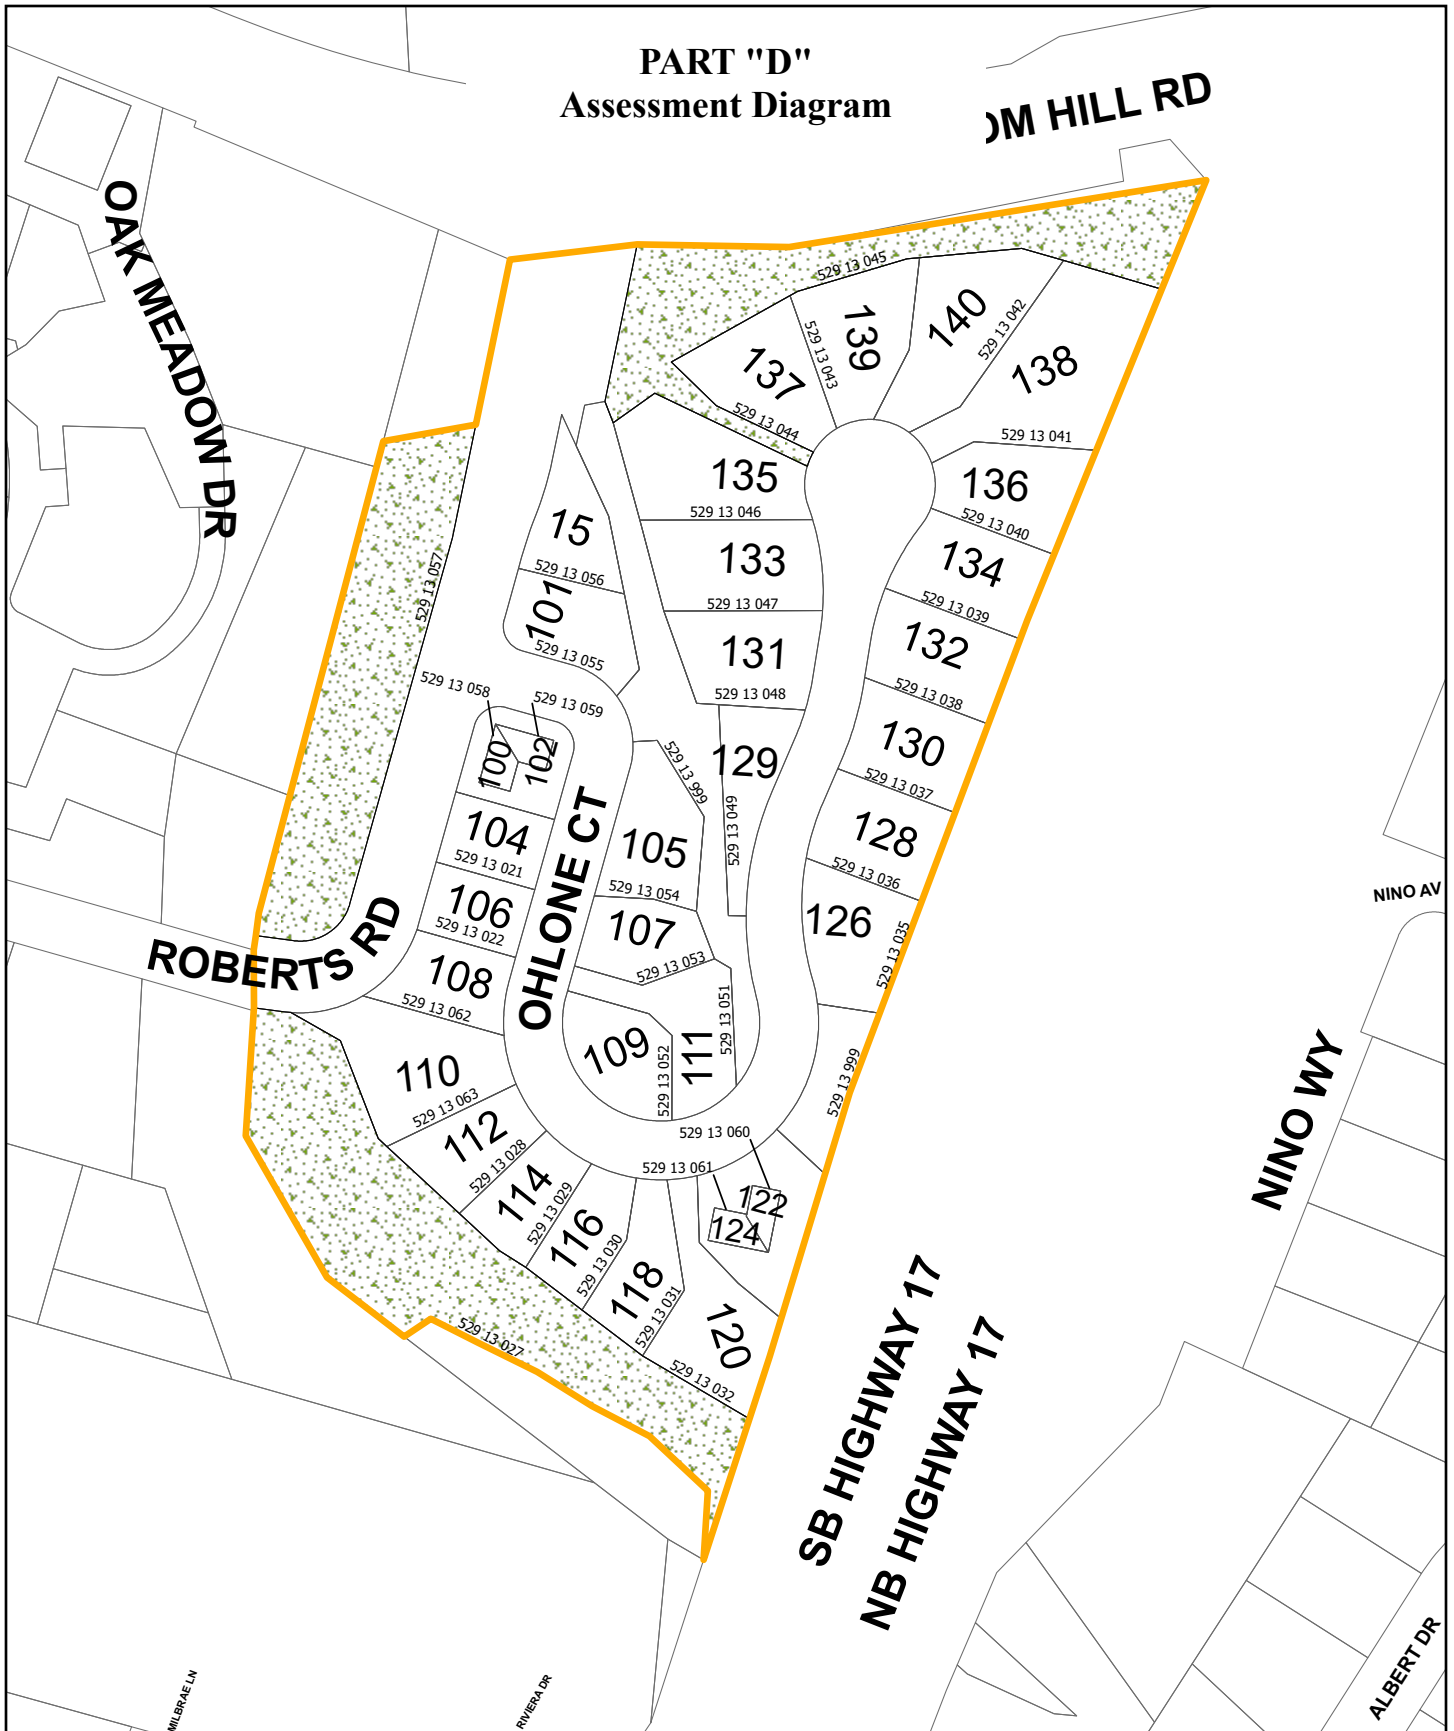 PART "D"
Assessment Diagram
OM HILL RD
OAK MEADOW DR
529 13 045
140
529 13 042
139
529 13 043
138
137
529 13 044
529 13 041
135
136
529 13 046
529 13 040
15
133
134
529 13 056
529 13 057
529 13 047
529 13 039
101
529 13 055
131
132
529 13 048
529 13 038
529 13 058
529 13 059
100
102
529 13 999
129
130
529 13 037
529 13 049
104
529 13 021
105
128
529 13 054
529 13 036
106
529 13 022
107
126
529 13 035
529 13 053
OHLONE CT
ROBERTS RD
108
529 13 062
109
529 13 052
111
529 13 051
529 13 999
110
529 13 063
112
529 13 028
529 13 060
529 13 061
114
529 13 029
122
124
116
529 13 030
118
529 13 031
120
529 13 027
529 13 032
NINO AV
NINO WY
SB HIGHWAY 17
NB HIGHWAY 17
MILBRAE LN
RIVIERA DR
ALBERT DR